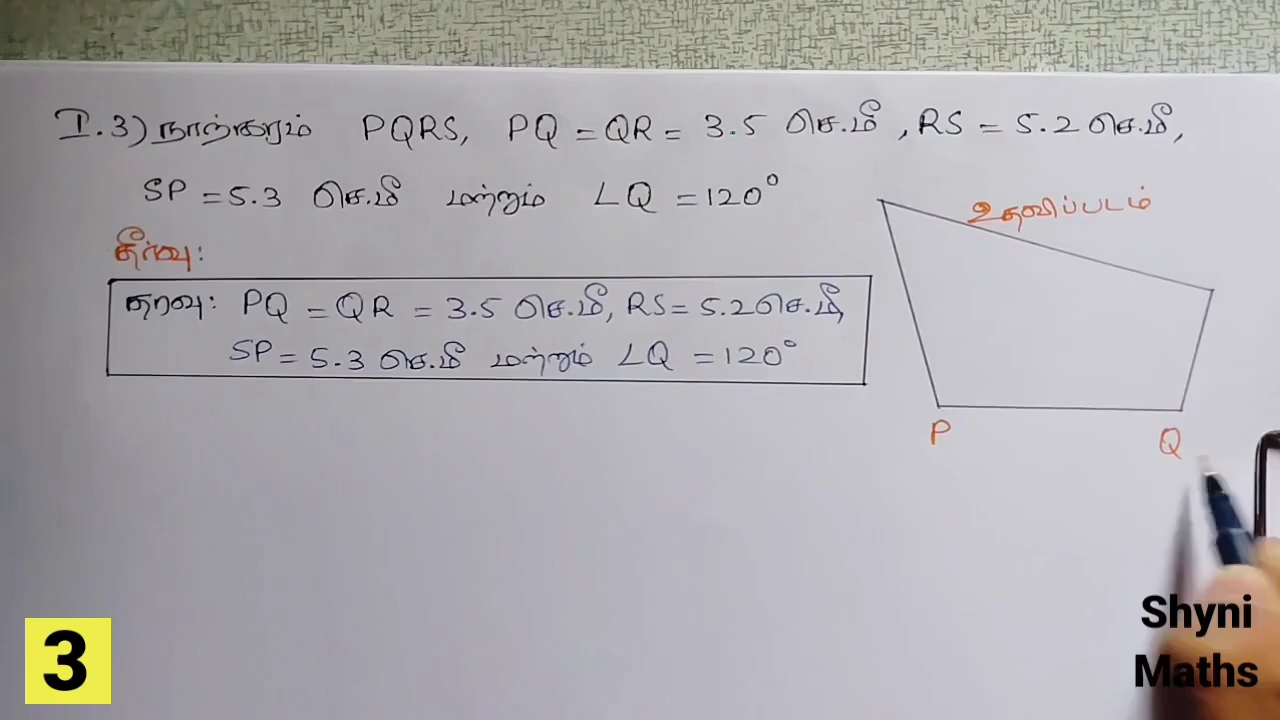 I.3) நாற்கரம் PQRS, PQ = QR = 3.5 செ.மீ, RS = 5.2 செ.மீ,
SP = 5.3 செ.மீ மற்றும் ∠Q = 120°
உதவிப்படம்
தீர்வு:
தரவு: PQ = QR = 3.5 செ.மீ, RS = 5.2 செ.மீ,
SP = 5.3 செ.மீ மற்றும் ∠Q = 120°
P Q
3
Shyni
Maths